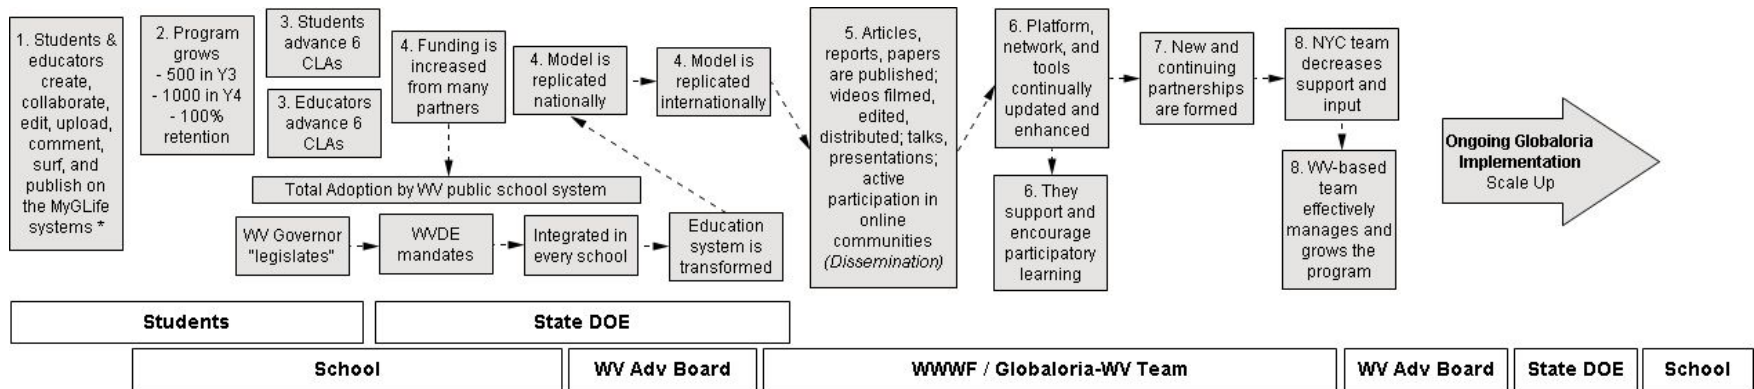 1. Students &
educators
create,
collaborate,
edit, upload,
comment,
surf, and
publish on
the MyGLife
systems *
2. Program
grows
- 500 in Y3
- 1000 in Y4
- 100%
retention
3. Students
advance 6
CLAs
3. Educators
advance 6
CLAs
4. Funding is
increased
from many
partners
4. Model is
replicated
nationally
4. Model is
replicated
internationally
Total Adoption by WV public school system
WV Governor
"legislates"
WVDE
mandates
Integrated in
every school
Education
system is
transformed
5. Articles,
reports, papers
are published;
videos filmed,
edited,
distributed; talks,
presentations;
active
participation in
online
communities
(Dissemination)
6. Platform,
network, and
tools
continually
updated and
enhanced
6. They
support and
encourage
participatory
learning
7. New and
continuing
partnerships
are formed
8. NYC team
decreases
support and
input
8. WV-based
team
effectively
manages and
grows the
program
Ongoing Globaloria
Implementation
Scale Up
Students
State DOE
School
WV Adv Board
WWWF / Globaloria-WV Team
WV Adv Board
State DOE
School